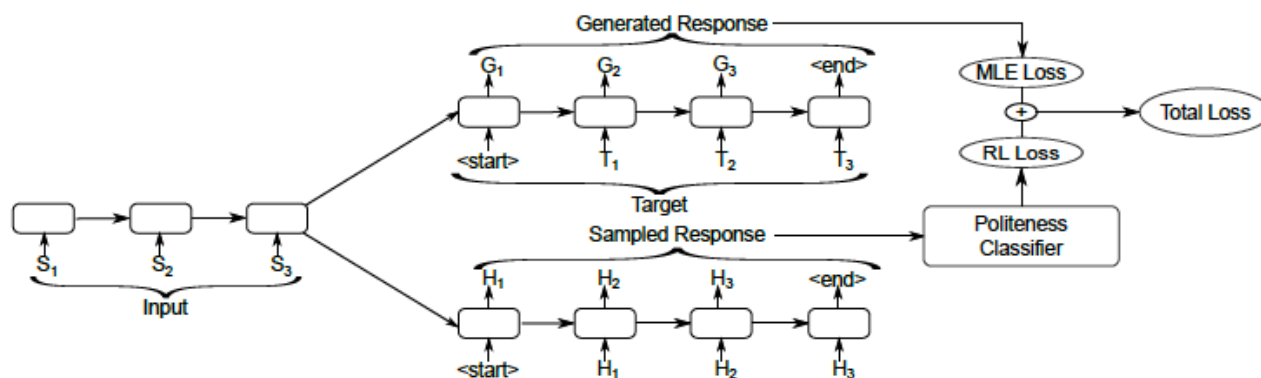 Generated Response
G1 G2 G3 <end>
MLE Loss
+
Total Loss
<start> T1 T2 T3
RL Loss
Target
Politeness
Classifier
Sampled Response
S1 S2 S3
Input
H1 H2 H3 <end>
<start> H1 H2 H3